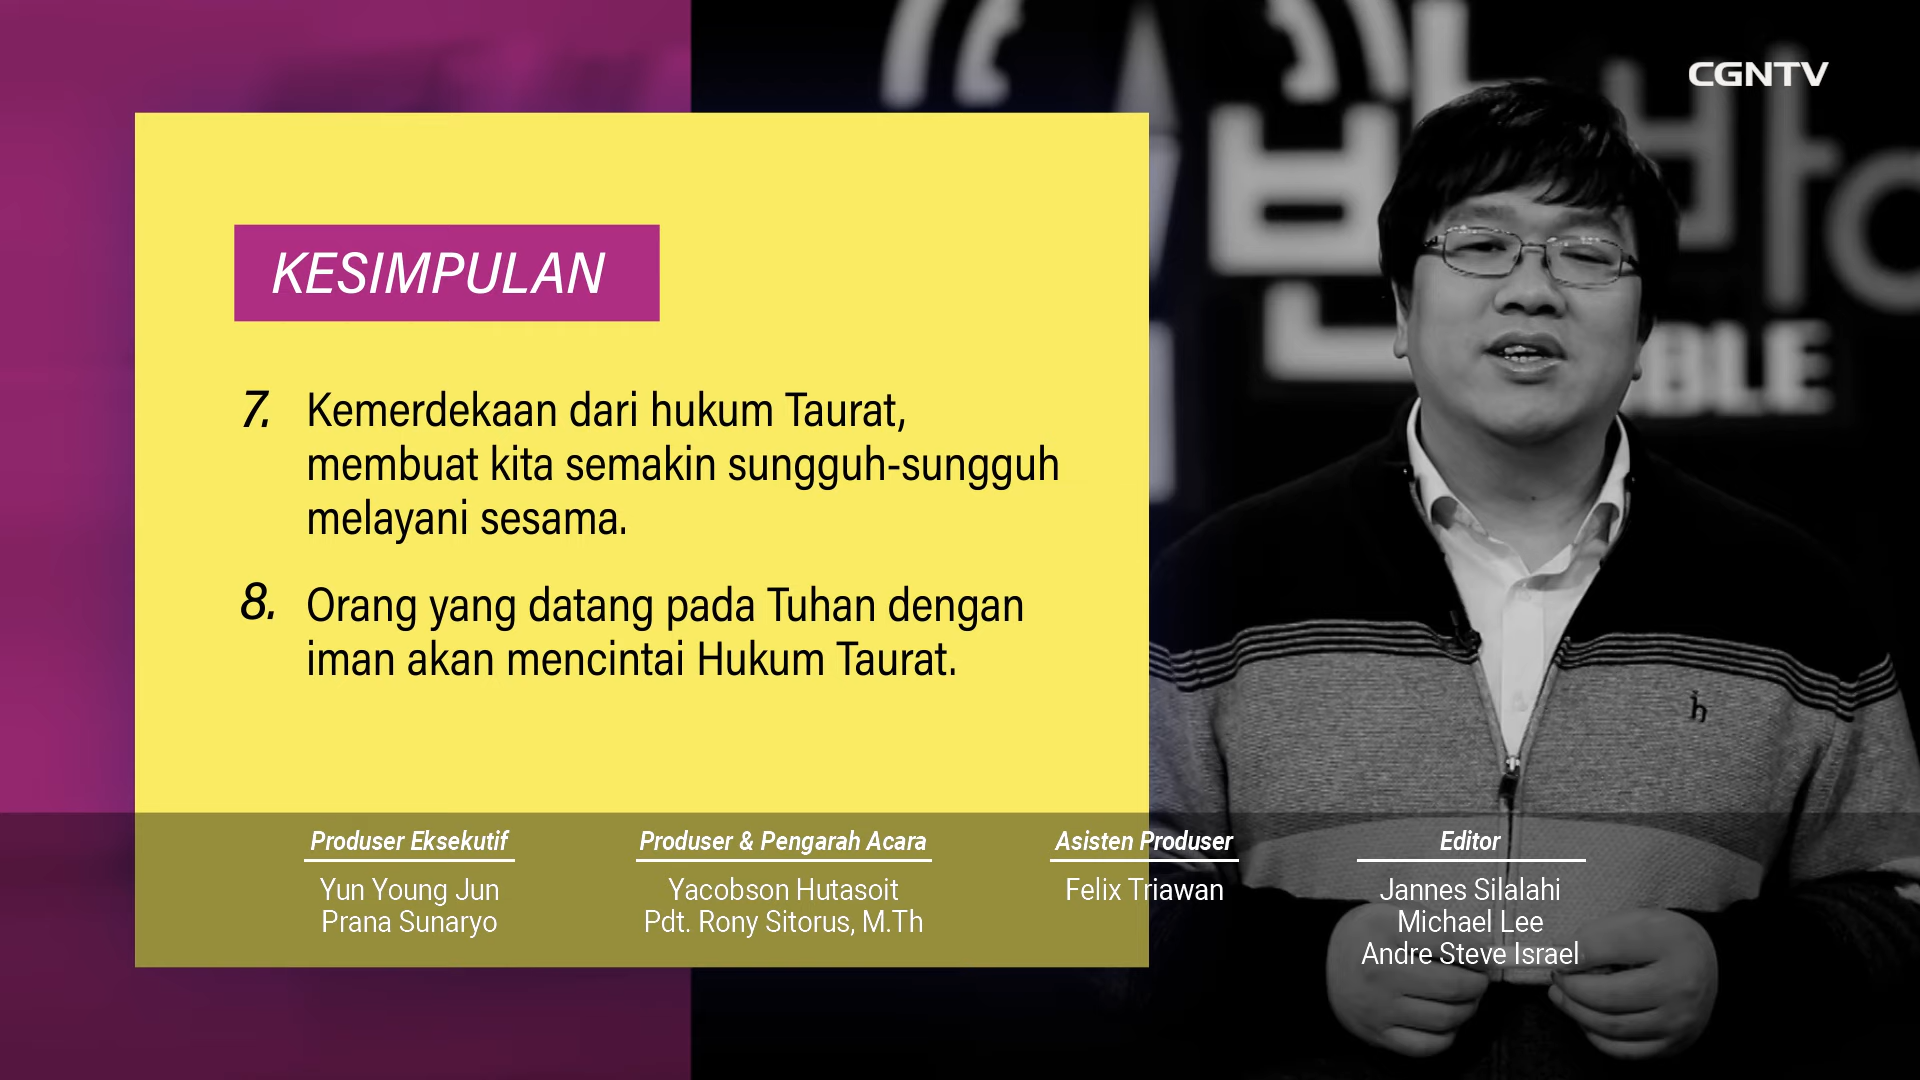 CGNTV
BLE
KESIMPULAN
7. Kemerdekaan dari hukum Taurat,
membuat kita semakin sungguh-sungguh
melayani sesama.
8. Orang yang datang pada Tuhan dengan
iman akan mencintai Hukum Taurat.
Produser Eksekutif
Yun Young Jun
Prana Sunaryo
Produser & Pengarah Acara
Yacobson Hutasoit
Pdt. Rony Sitorus, M.Th
Asisten Produser
Felix Triawan
Editor
Jannes Silalahi
Michael Lee
Andre Steve Israel